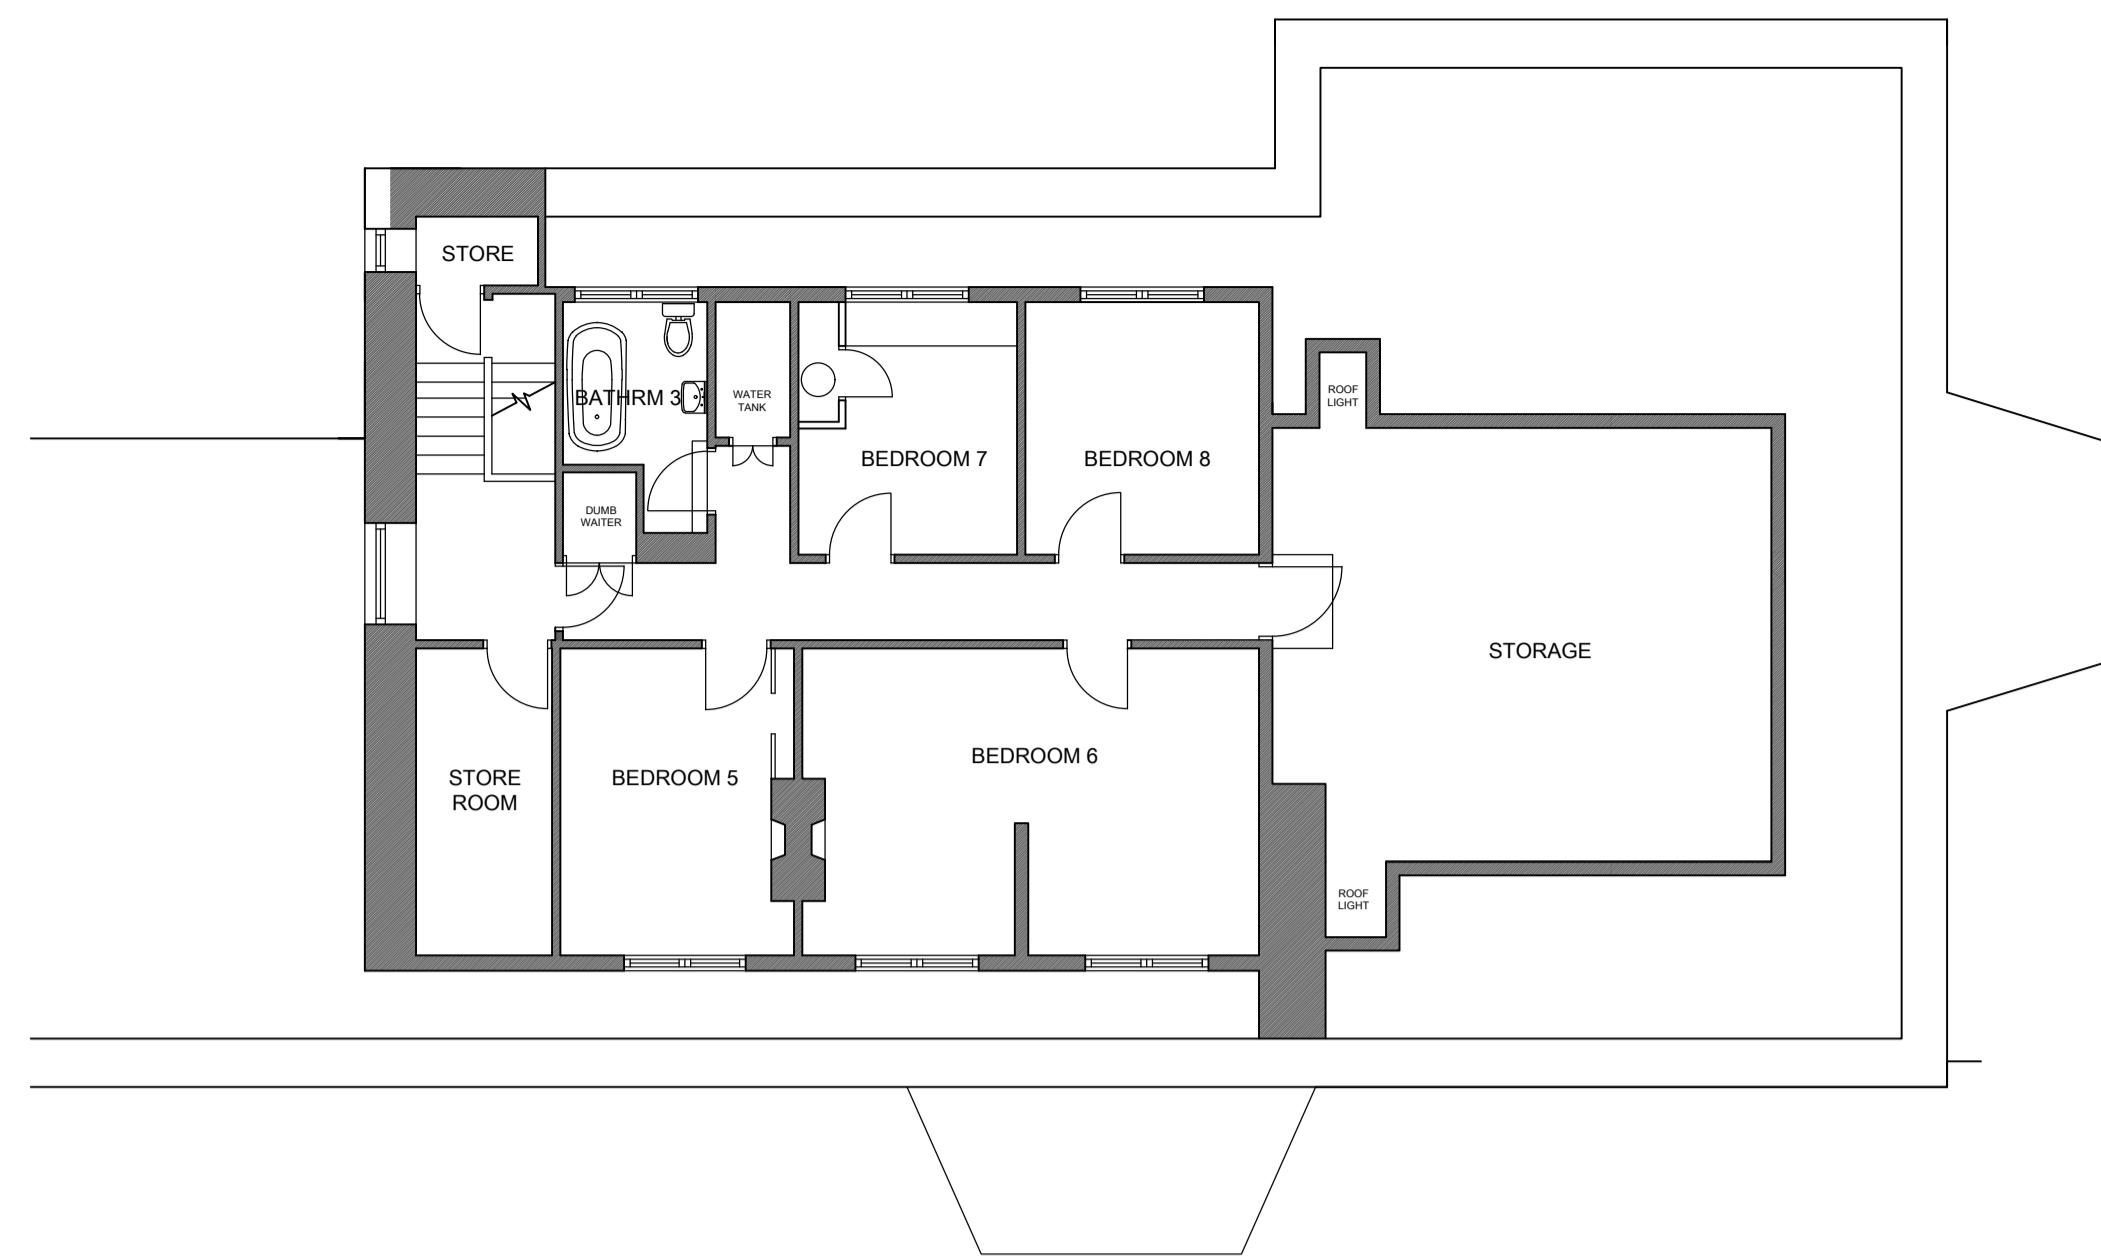 STORE
BATHRM 3
WATER
TANK
ROOF
LIGHT
BEDROOM 7
BEDROOM 8
DUMB
WAITER
STORAGE
STORE
ROOM
BEDROOM 5
BEDROOM 6
ROOF
LIGHT